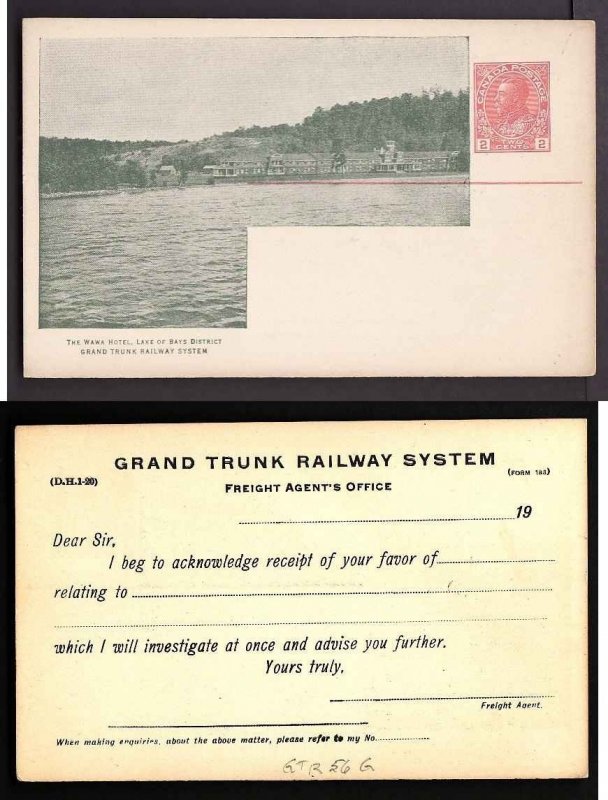 CANADA POSTAGE
2 TWO CENTS 2
THE WAWA HOTEL, LAKE OF BAYS DISTRICT
GRAND TRUNK RAILWAY SYSTEM
GRAND TRUNK RAILWAY SYSTEM
(D.H.1-20)
(FORM 183)
FREIGHT AGENT'S OFFICE
19
Dear Sir,
I beg to acknowledge receipt of your favor of
relating to
which I will investigate at once and advise you further.
Yours truly,
Freight Agent.
When making enquiries, about the above matter, please refer to my No.
GTR 56 G